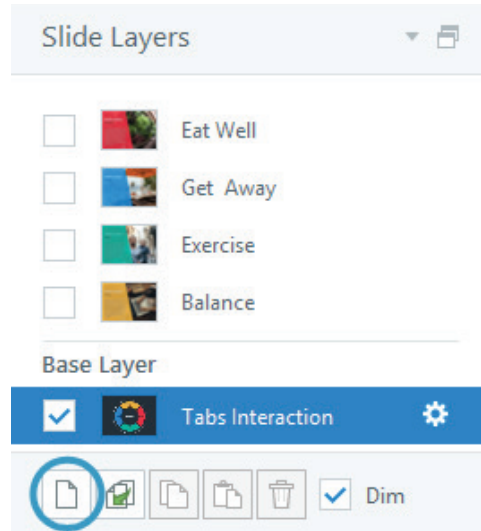 Slide Layers
Eat Well
Get Away
Exercise
Balance
Base Layer
Tabs Interaction
Dim